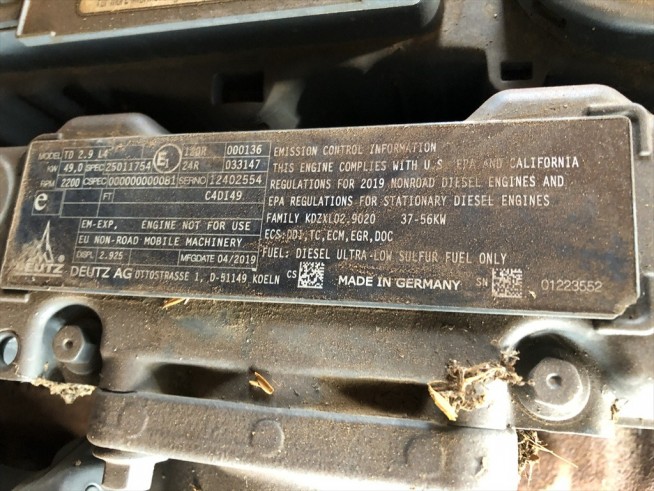 MODEL TD 2.9 L4
120R 000136
KW 49,0 SPEC 25011754 E1 24R 033147
RPM 2200 CSPEC 000000000081 SERNO 12402554
e FT C4DI49
EM-EXP, ENGINE NOT FOR USE
EU NON-ROAD MOBILE MACHINERY
DISPL 2.925 MFGDATE 04/2019
DEUTZ
DEUTZ AG OTTOSTRASSE 1, D-51149 KOELN
EMISSION CONTROL INFORMATION
THIS ENGINE COMPLIES WITH U.S. EPA AND CALIFORNIA
REGULATIONS FOR 2019 NONROAD DIESEL ENGINES AND
EPA REGULATIONS FOR STATIONARY DIESEL ENGINES
FAMILY KDZXL02.9020 37-56KW
ECS:DDI,TC,ECM,EGR,DOC
FUEL: DIESEL ULTRA-LOW SULFUR FUEL ONLY
CS MADE IN GERMANY SN 01223552